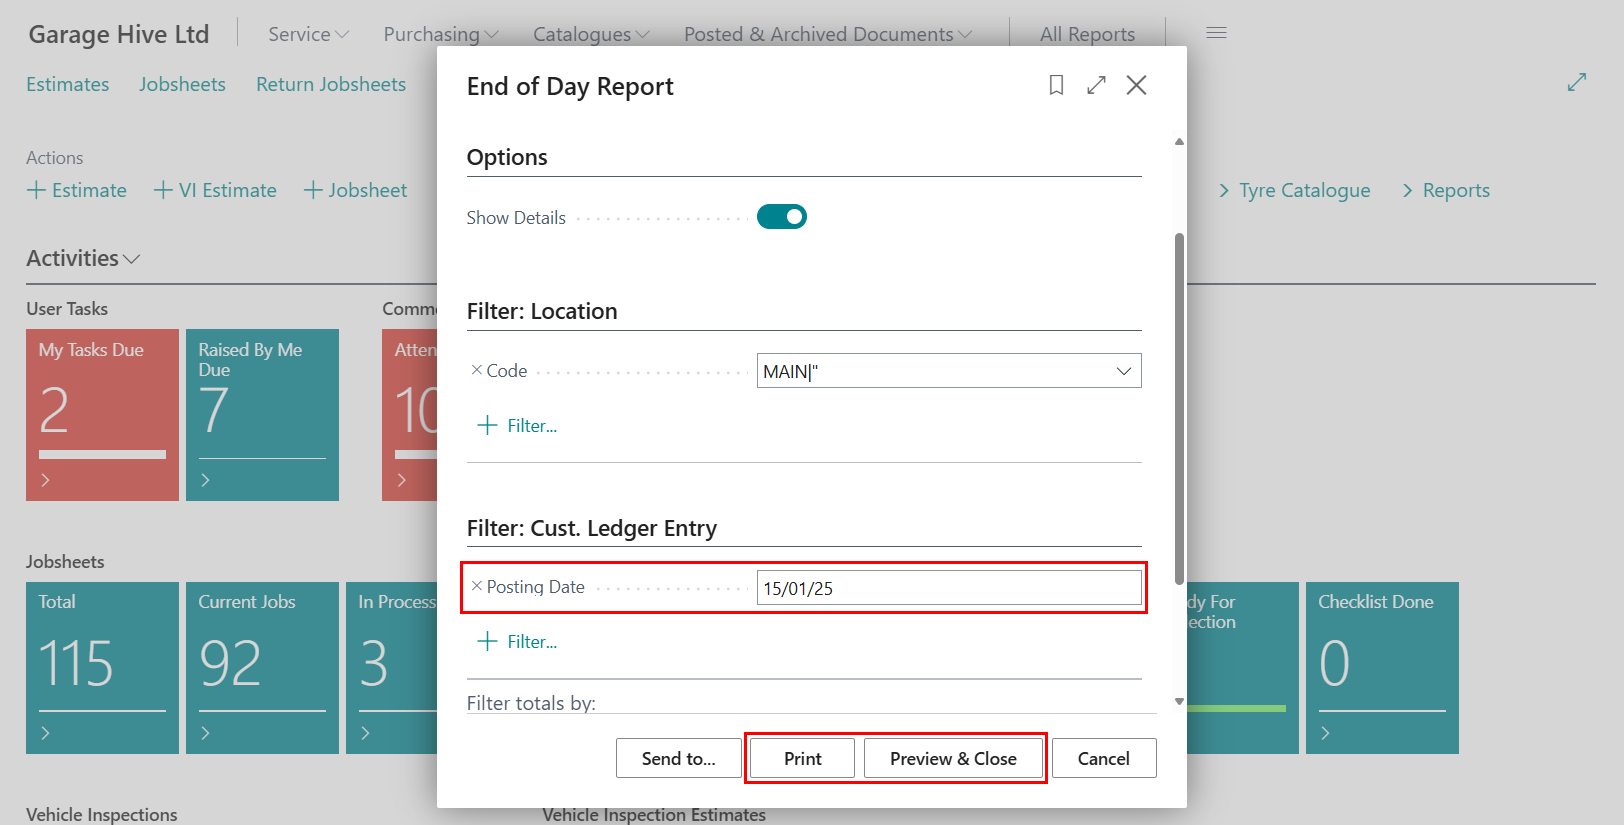 Garage Hive Ltd
Service
Purchasing
Catalogues
Posted & Archived Documents
All Reports
Estimates
Jobsheets
Return Jobsheets
Actions
+ Estimate
+ VI Estimate
+ Jobsheet
> Tyre Catalogue
> Reports
Activities
User Tasks
My Tasks Due
2
Raised By Me
Due
7
Comm
Atten
10
Jobsheets
Total
115
Current Jobs
92
In Process
3
dy For
ection
Checklist Done
0
Vehicle Inspections
Vehicle Inspection Estimates
End of Day Report
Options
Show Details
Filter: Location
× Code
MAIN|''
+ Filter...
Filter: Cust. Ledger Entry
× Posting Date
15/01/25
+ Filter...
Filter totals by:
Send to...
Print
Preview & Close
Cancel